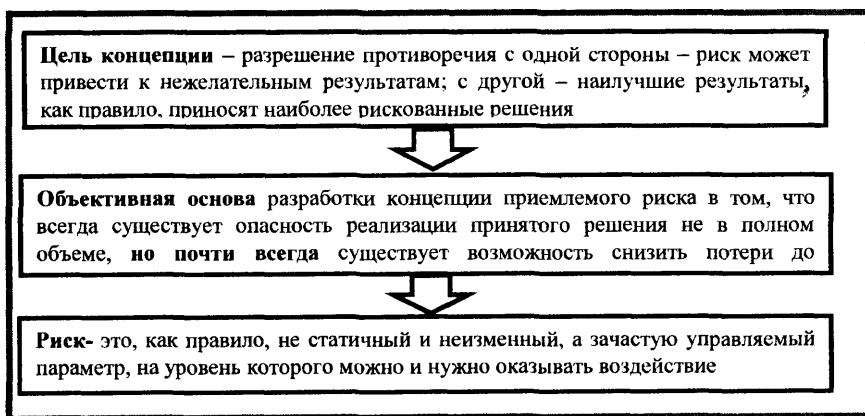 Цель концепции – разрешение противоречия с одной стороны – риск может
привести к нежелательным результатам; с другой – наилучшие результаты,
как правило, приносят наиболее рискованные решения
Объективная основа разработки концепции приемлемого риска в том, что
всегда существует опасность реализации принятого решения не в полном
объеме, но почти всегда существует возможность снизить потери до
Риск- это, как правило, не статичный и неизменный, а зачастую управляемый
параметр, на уровень которого можно и нужно оказывать воздействие